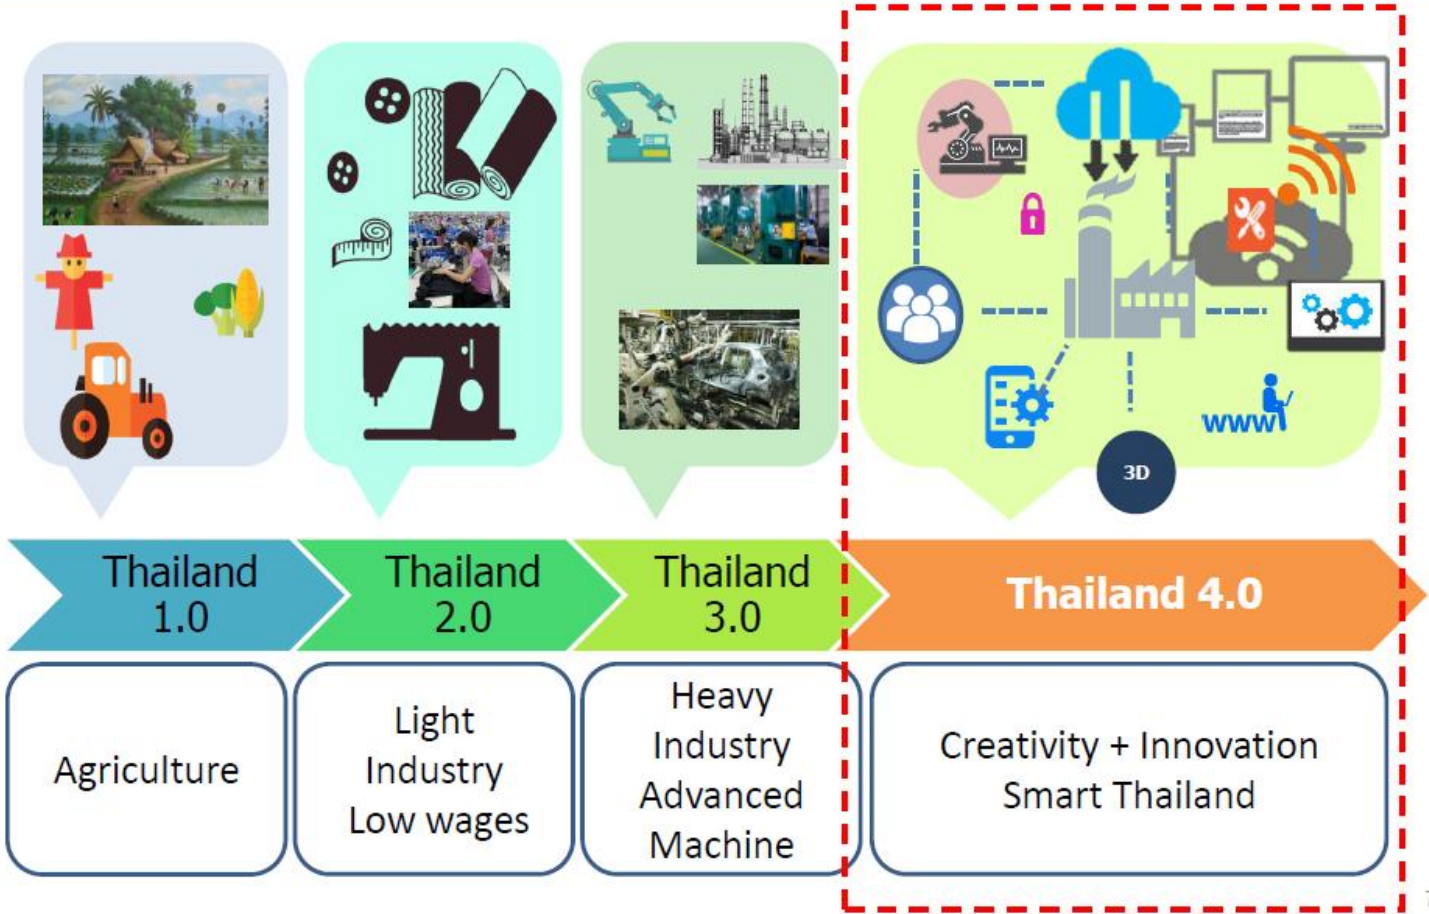 3D
www
Thailand
1.0
Thailand
2.0
Thailand
3.0
Thailand 4.0
Agriculture
Light
Industry
Low wages
Heavy
Industry
Advanced
Machine
Creativity + Innovation
Smart Thailand